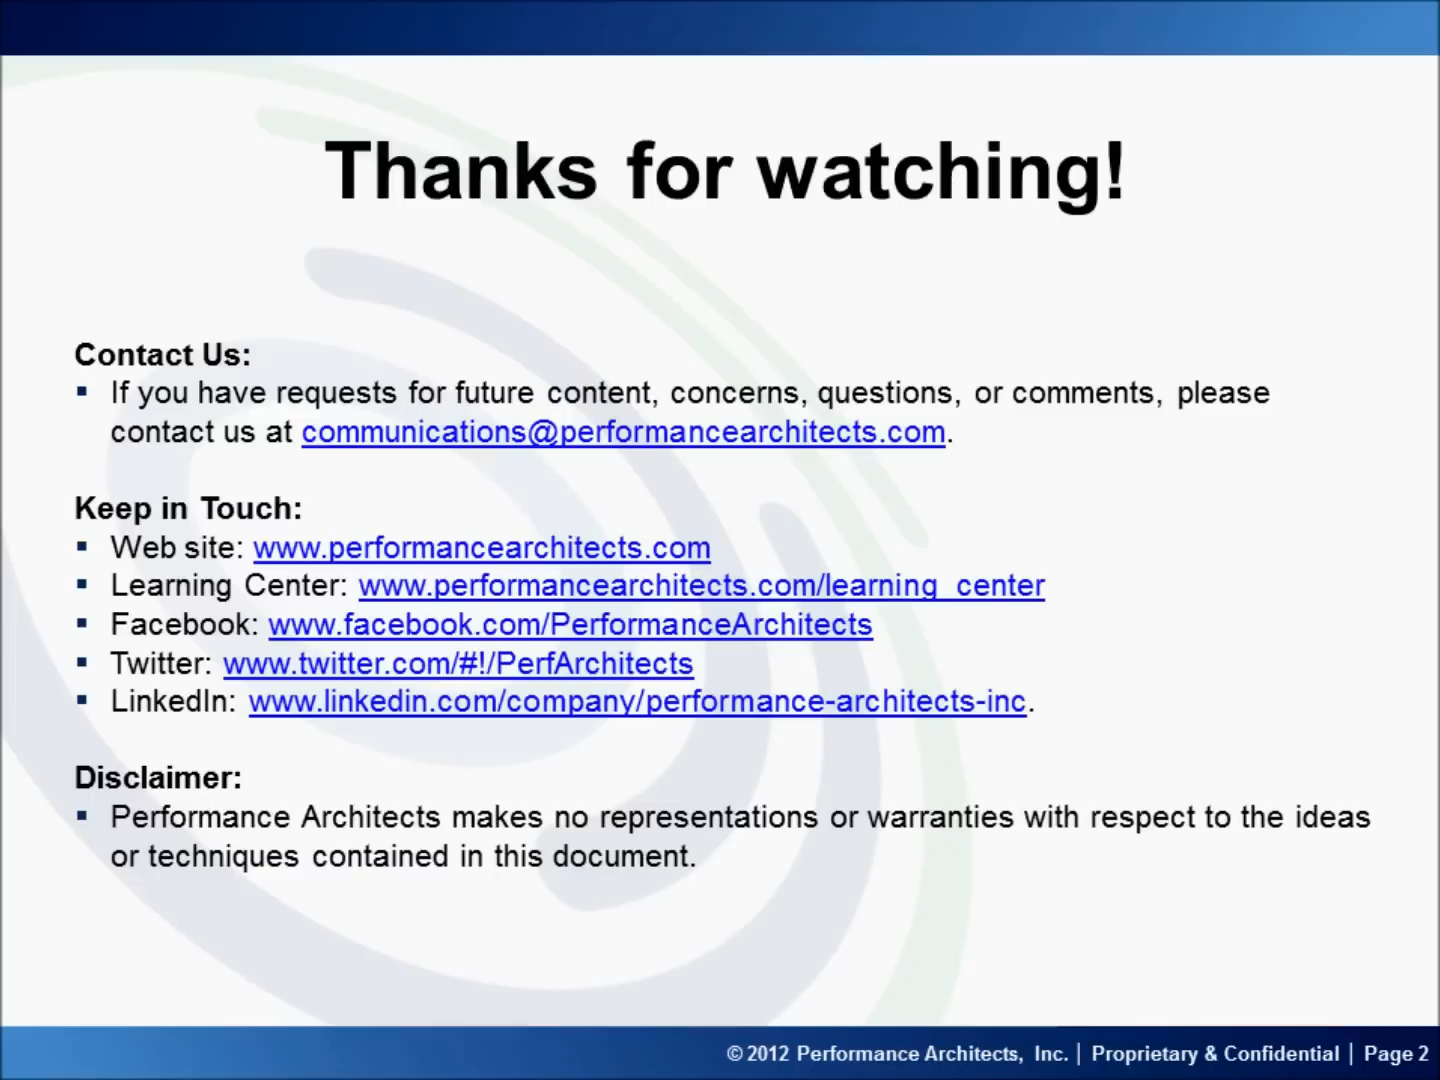 Thanks for watching!
Contact Us:
▪ If you have requests for future content, concerns, questions, or comments, please
contact us at communications@performancearchitects.com.
Keep in Touch:
▪ Web site: www.performancearchitects.com
▪ Learning Center: www.performancearchitects.com/learning_center
▪ Facebook: www.facebook.com/PerformanceArchitects
▪ Twitter: www.twitter.com/#!/PerfArchitects
▪ LinkedIn: www.linkedin.com/company/performance-architects-inc.
Disclaimer:
▪ Performance Architects makes no representations or warranties with respect to the ideas
or techniques contained in this document.
© 2012 Performance Architects, Inc. | Proprietary & Confidential | Page 2